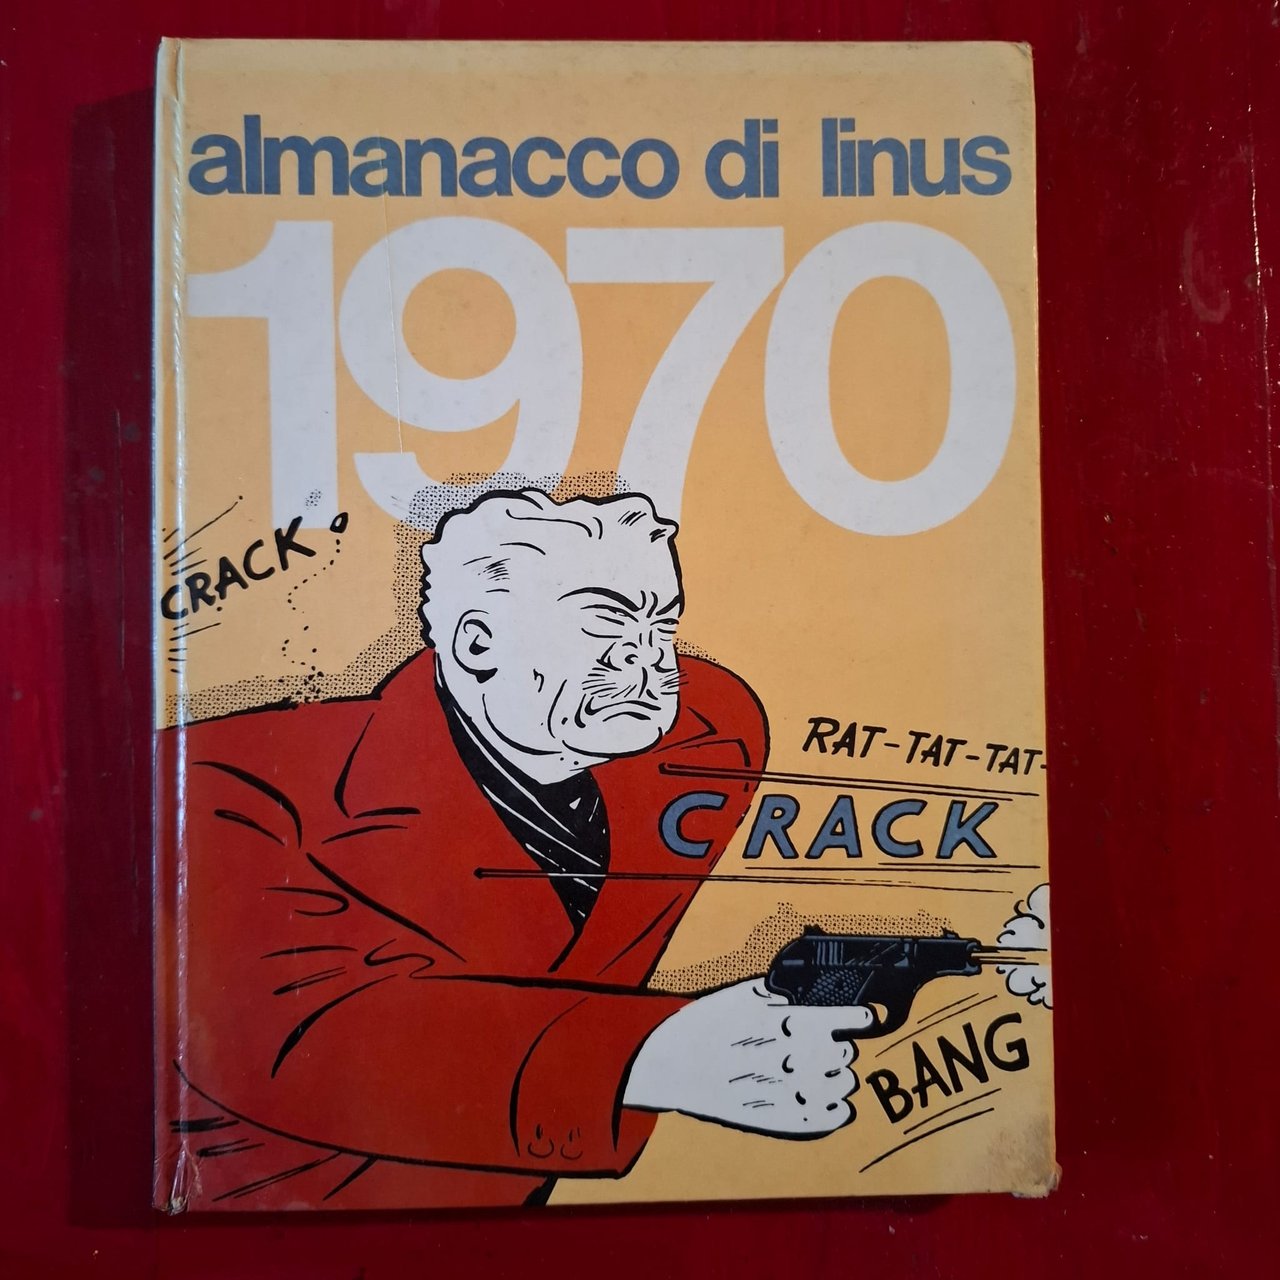 almanacco di linus
1970
CRACK
RAT-TAT-TAT-
CRACK
BANG